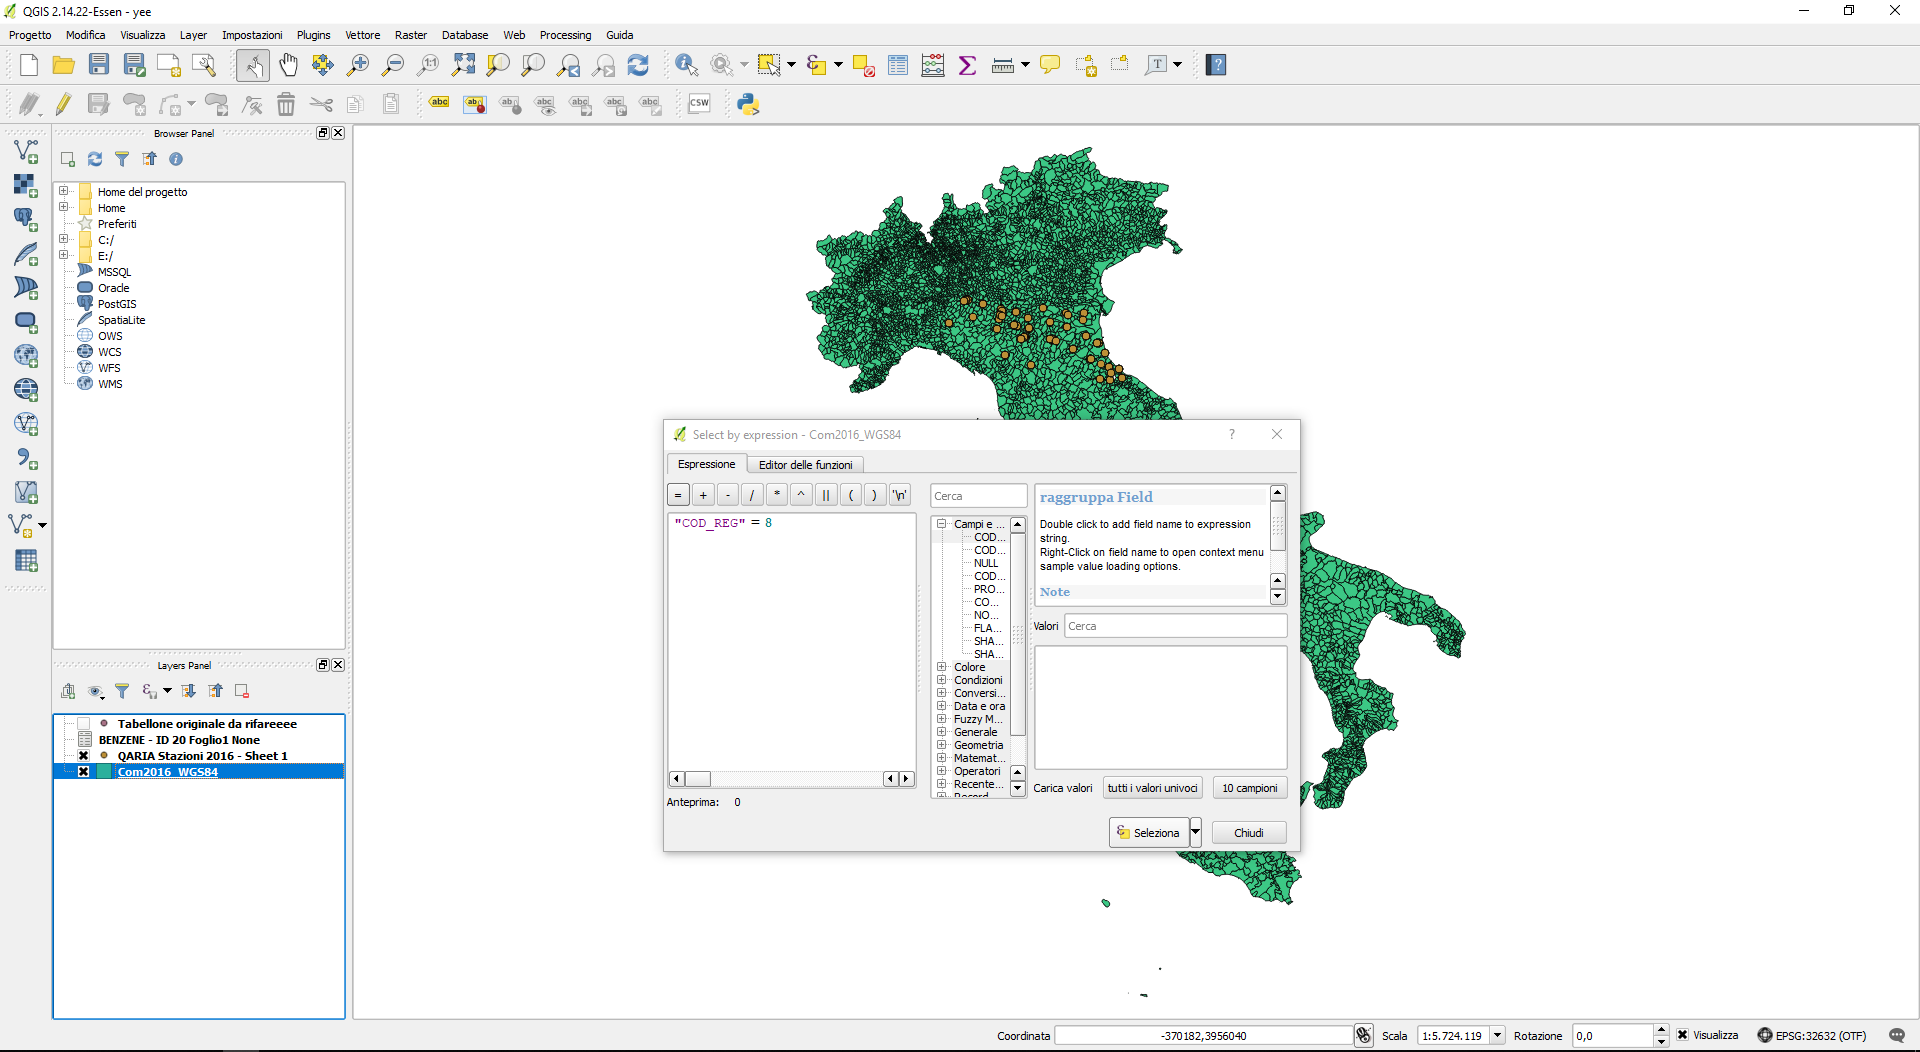 QGIS 2.14.22-Essen - yee
Progetto Modifica Visualizza Layer Impostazioni Plugins Vettore Raster Database Web Processing Guida
Browser Panel
Home del progetto
Home
Preferiti
C:/
E:/
MSSQL
Oracle
PostGIS
SpatiaLite
OWS
WCS
WFS
WMS
Layers Panel
Tabellone originale da rifareeee
BENZENE - ID 20 Foglio1 None
QARIA Stazioni 2016 - Sheet 1
Com2016_WGS84
Select by expression - Com2016_WGS84
Espressione Editor delle funzioni
= + - / * ^ || ( ) '\n'
"COD_REG" = 8
Anteprima: 0
Cerca
Campi e ...
COD...
COD...
NULL
COD...
PRO...
CO...
NO...
FLA...
SHA...
SHA...
Colore
Condizioni
Conversi...
Data e ora
Fuzzy M...
Generale
Geometria
Matemat...
Operatori
Recente...
Record
raggruppa Field
Double click to add field name to expression
string.
Right-Click on field name to open context menu
sample value loading options.
Note
Valori Cerca
Carica valori tutti i valori univoci 10 campioni
Seleziona Chiudi
Coordinata -370182,3956040 Scala 1:5.724.119 Rotazione 0,0 Visualizza EPSG:32632 (OTF)